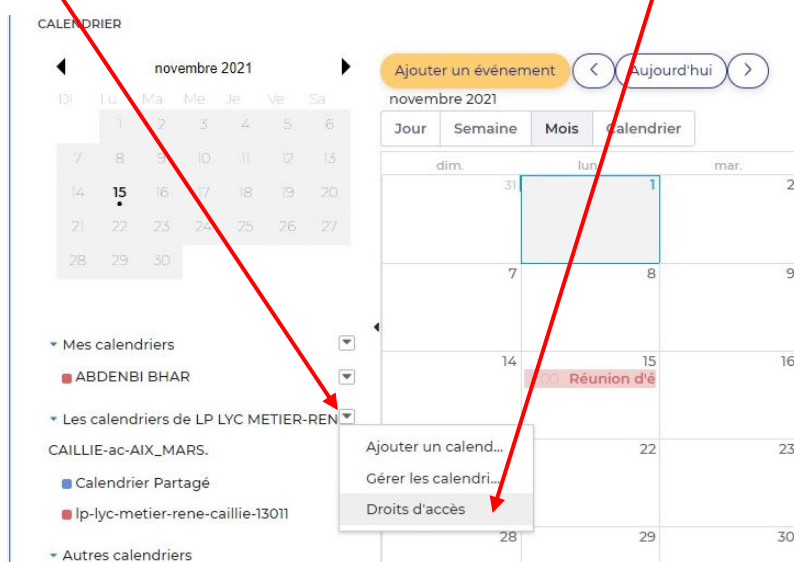 CALENDRIER
novembre 2021
DI Lu Ma Me Je Ve Sa
1 2 3 4 5 6
7 8 9 10 11 12 13
14 15 16 17 18 19 20
21 22 23 24 25 26 27
28 29 30
Mes calendriers
ABDENBI BHAR
Les calendriers de LP LYC METIER-REN
CAILLIE-ac-AIX_MARS.
Calendrier Partagé
lp-lyc-metier-rene-caillie-13011
Autres calendriers
Ajouter un événement
Aujourd'hui
novembre 2021
Jour Semaine Mois Calendrier
dim. lun. mar.
31 1 2
7 8 9
14 15 16
Réunion d'é
22 23
28 29 30
Ajouter un calend...
Gérer les calendri...
Droits d'accès